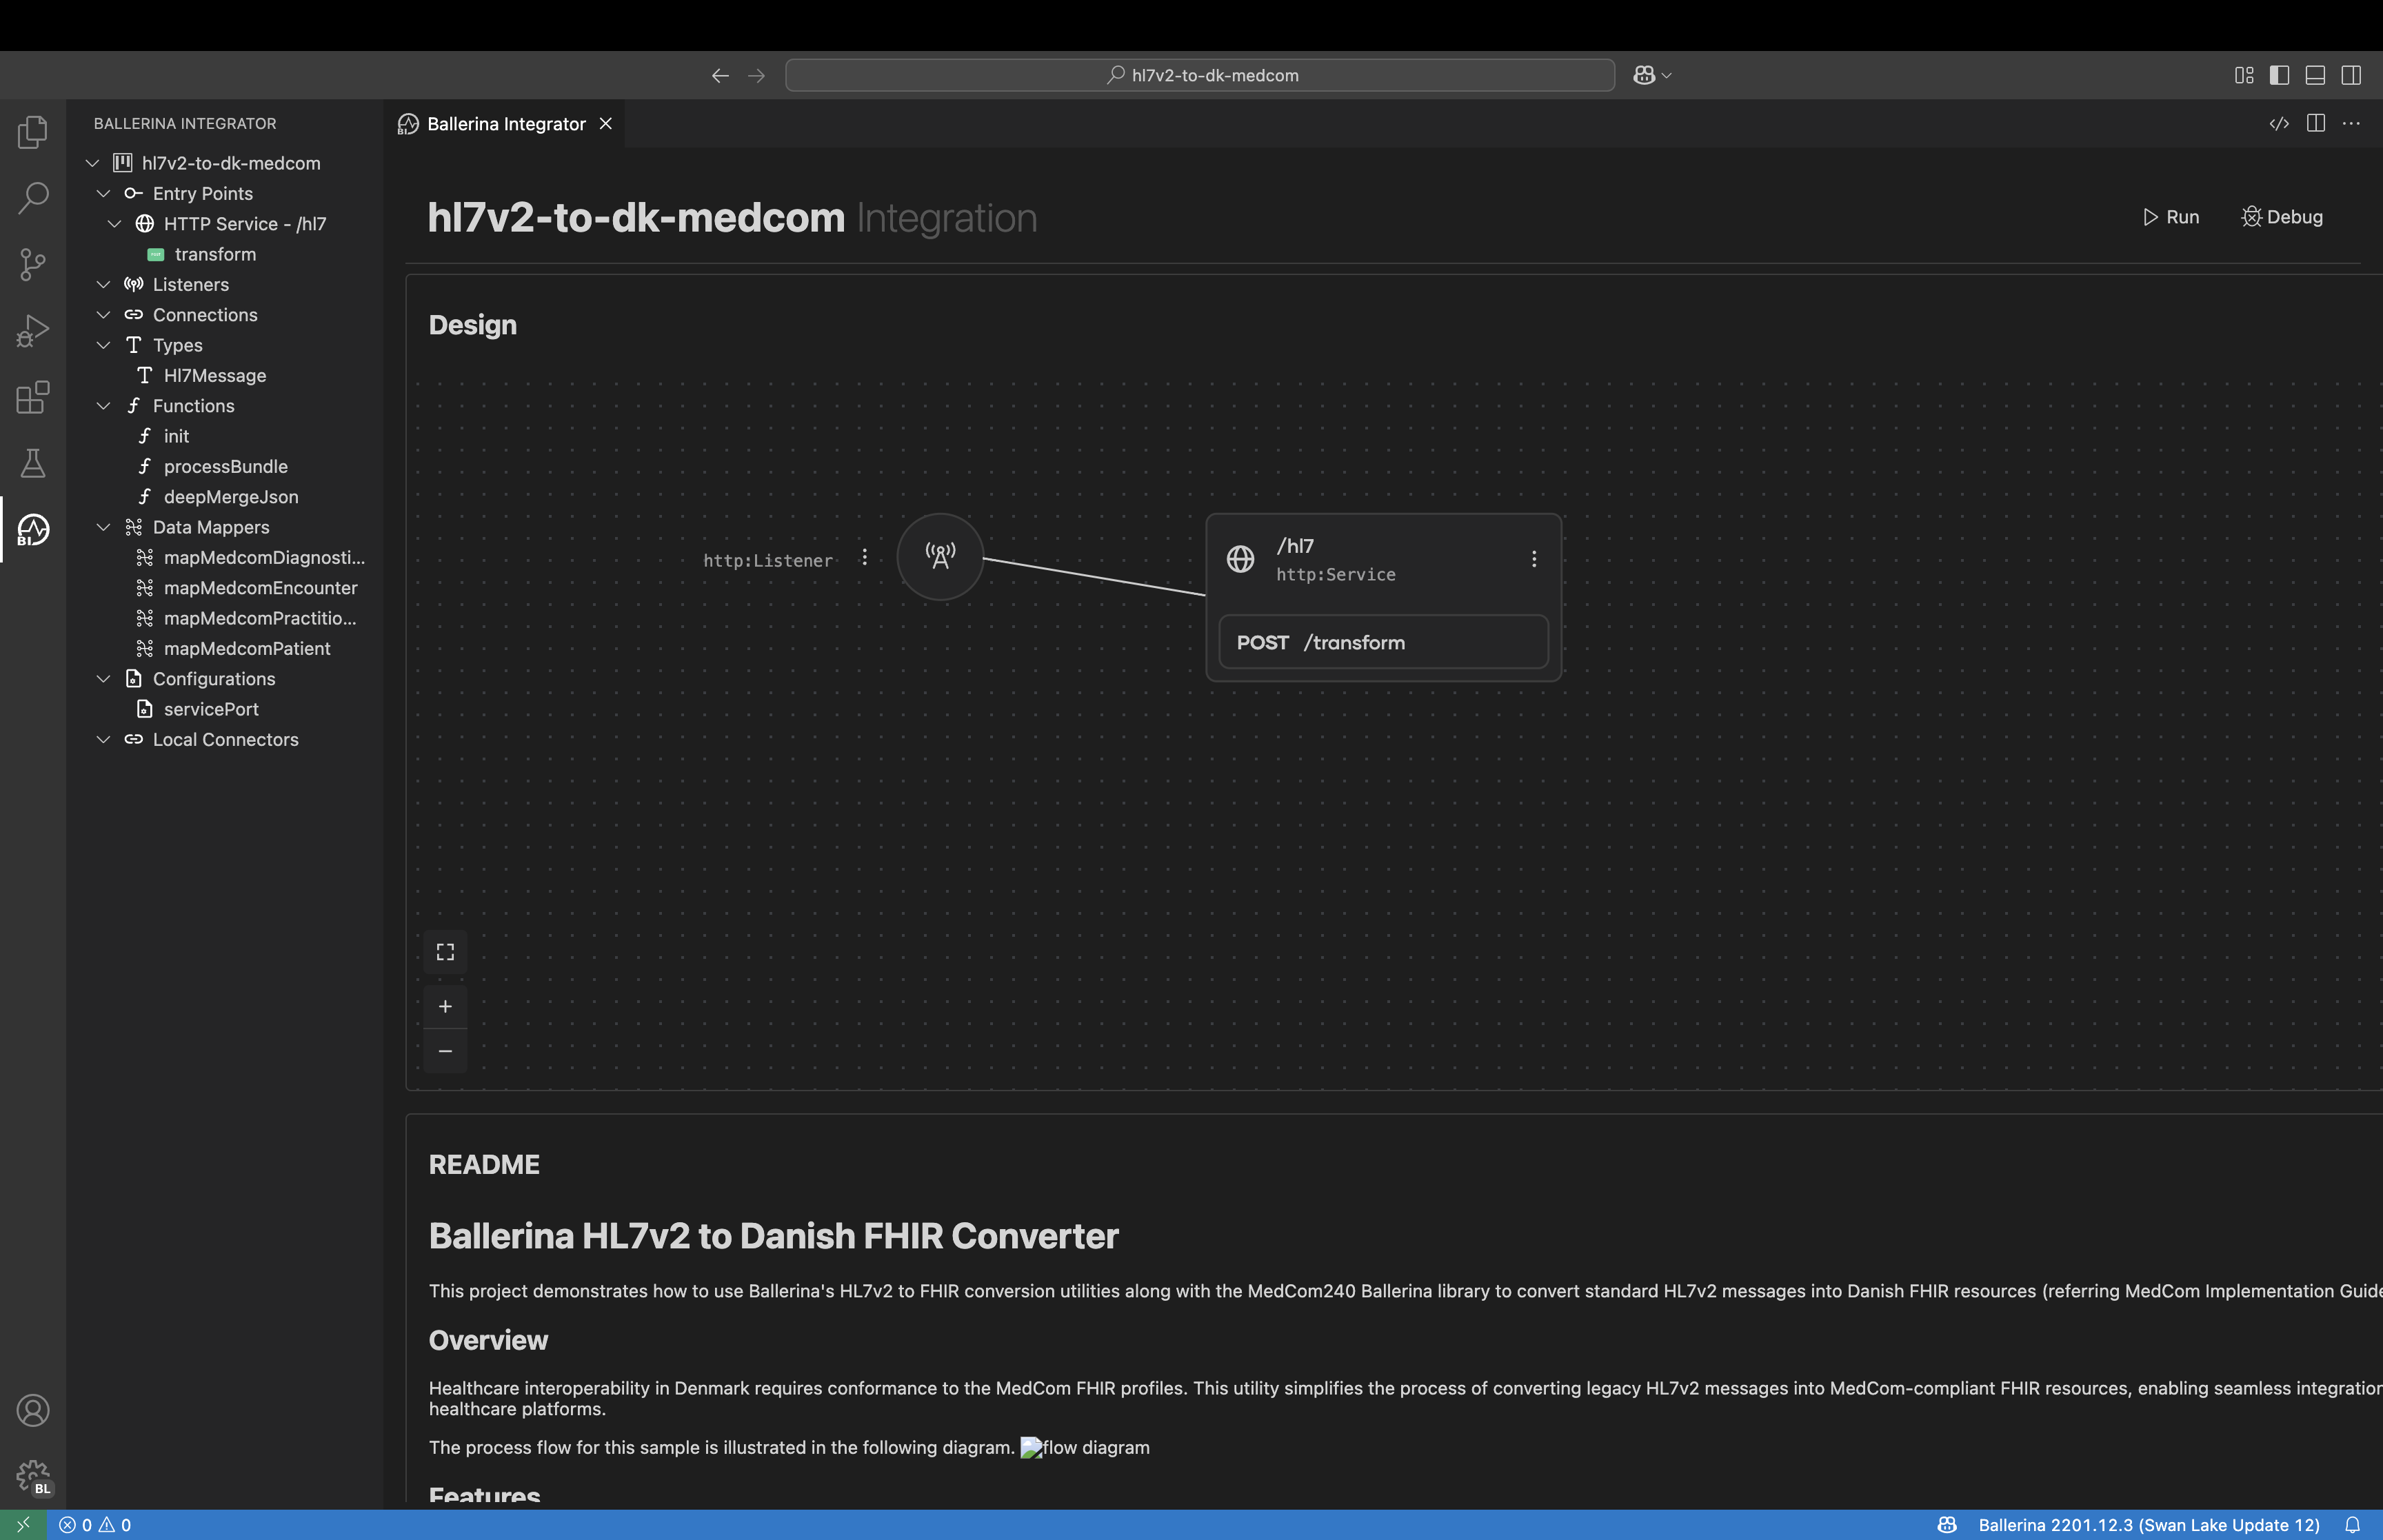 hl7v2-to-dk-medcom
BALLERINA INTEGRATOR
hl7v2-to-dk-medcom
Entry Points
HTTP Service - /hl7
transform
Listeners
Connections
Types
Hl7Message
Functions
init
processBundle
deepMergeJson
Data Mappers
mapMedcomDiagnosti...
mapMedcomEncounter
mapMedcomPractitio...
mapMedcomPatient
Configurations
servicePort
Local Connectors
BI
BL
BI Ballerina Integrator
hl7v2-to-dk-medcom Integration
Run Debug
Design
http:Listener
/hl7
http:Service
POST /transform
README
Ballerina HL7v2 to Danish FHIR Converter
This project demonstrates how to use Ballerina's HL7v2 to FHIR conversion utilities along with the MedCom240 Ballerina library to convert standard HL7v2 messages into Danish FHIR resources (referring MedCom Implementation Guide
Overview
Healthcare interoperability in Denmark requires conformance to the MedCom FHIR profiles. This utility simplifies the process of converting legacy HL7v2 messages into MedCom-compliant FHIR resources, enabling seamless integration
healthcare platforms.
The process flow for this sample is illustrated in the following diagram. flow diagram
Features
0 0
Ballerina 2201.12.3 (Swan Lake Update 12)